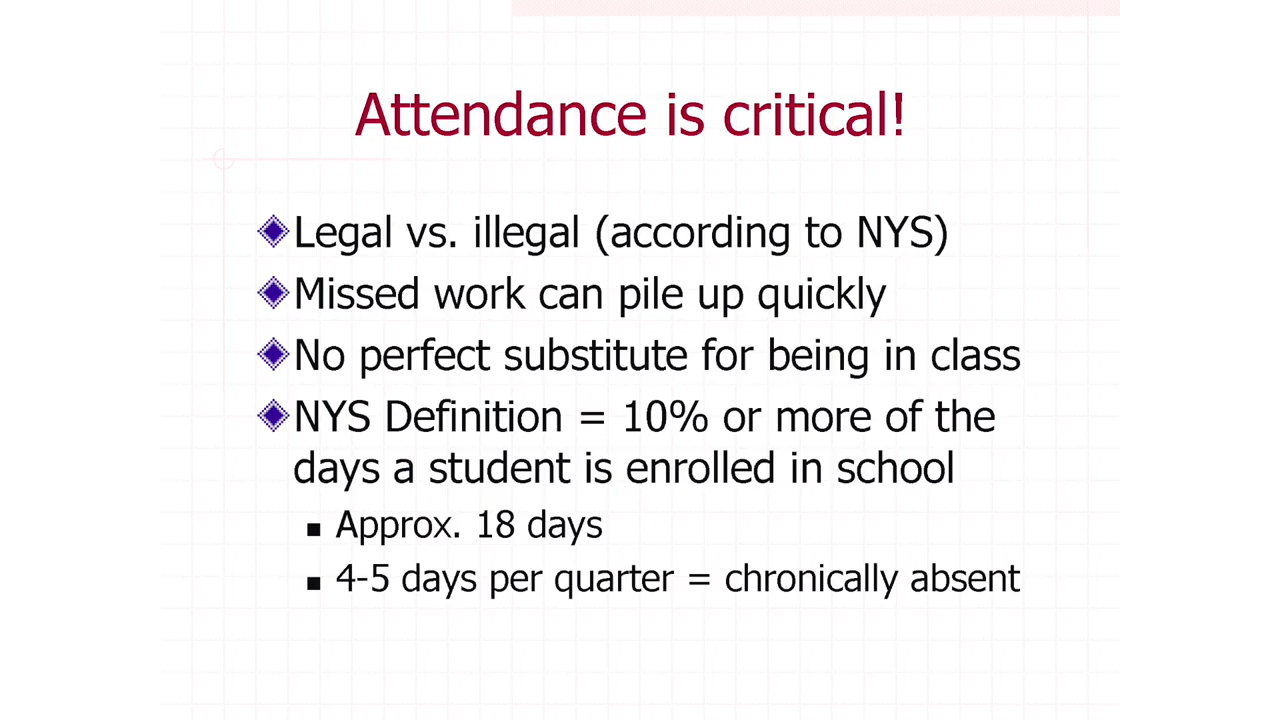 Attendance is critical!
Legal vs. illegal (according to NYS)
Missed work can pile up quickly
No perfect substitute for being in class
NYS Definition = 10% or more of the
days a student is enrolled in school
Approx. 18 days
4-5 days per quarter = chronically absent